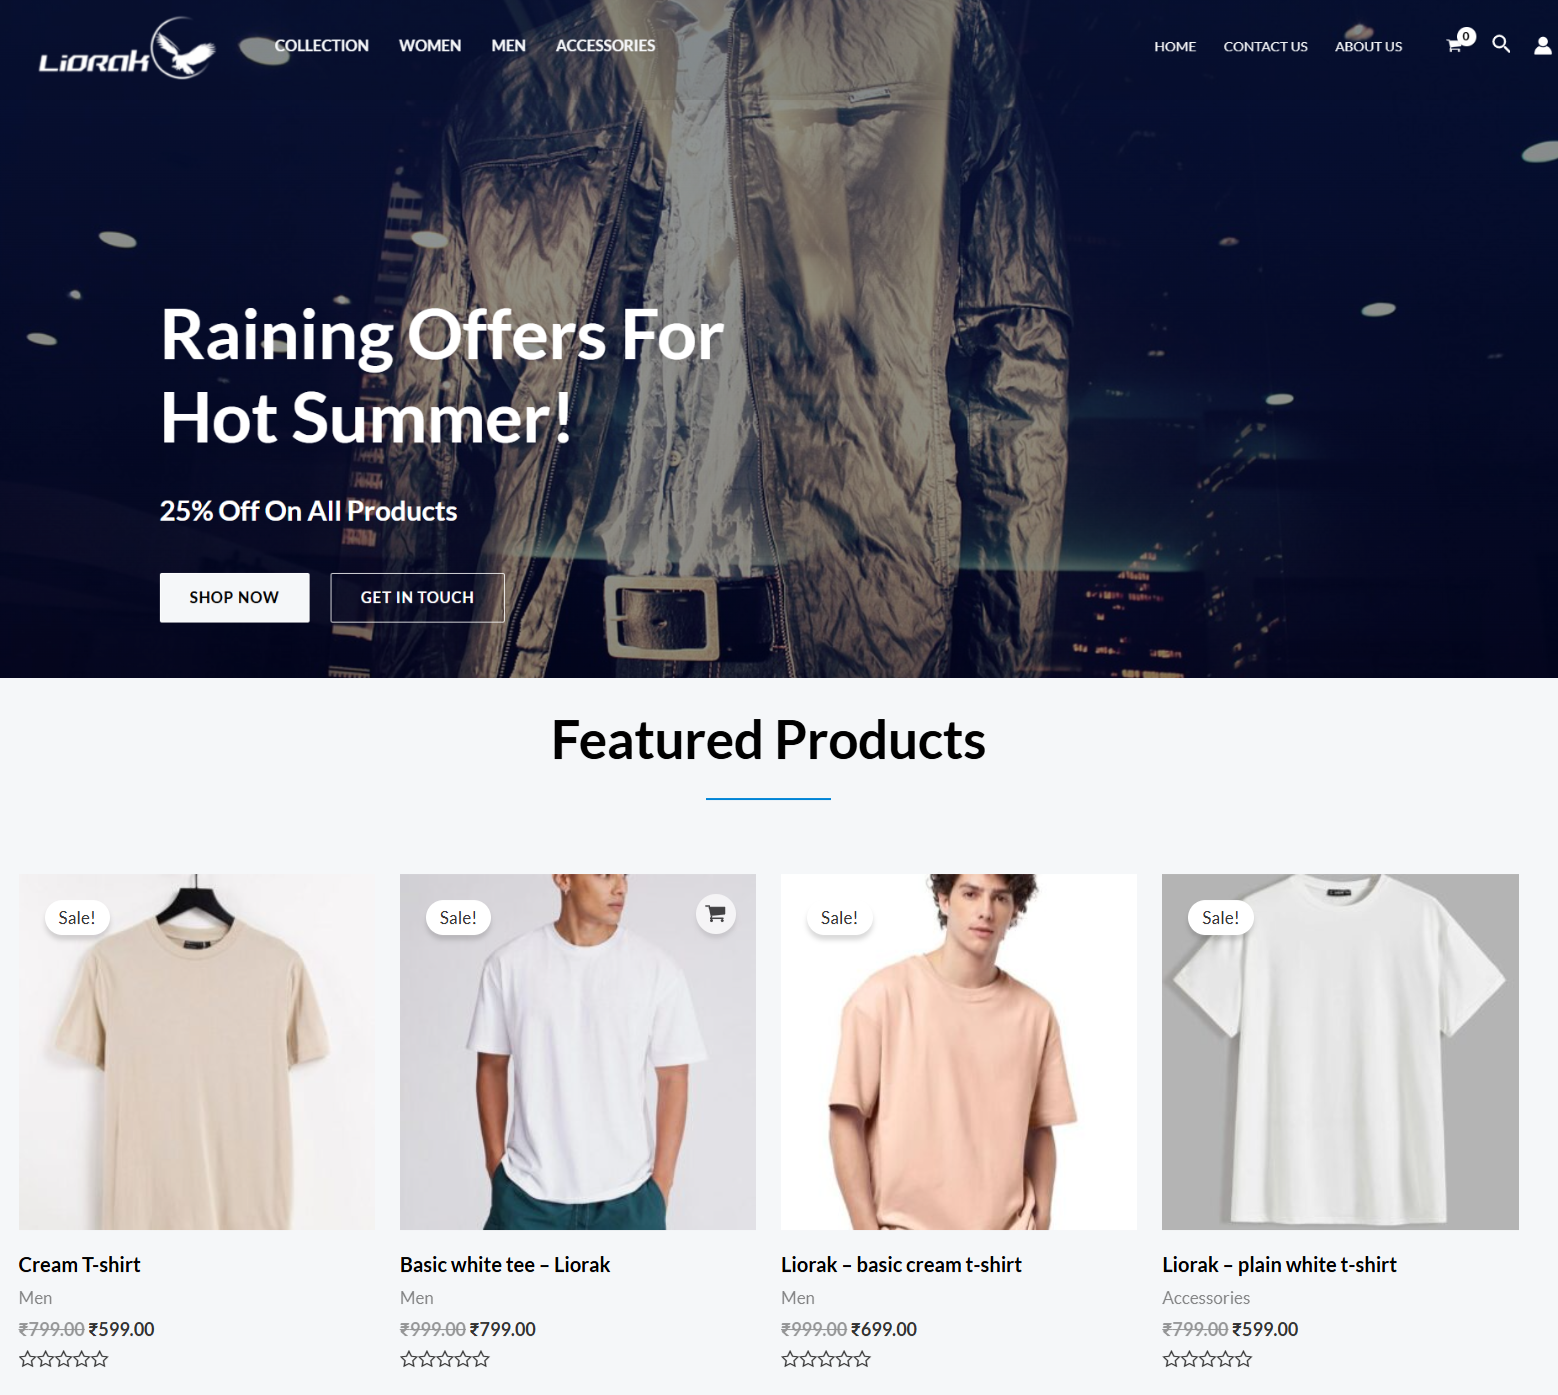 LIORAK
COLLECTION WOMEN MEN ACCESSORIES
HOME CONTACT US ABOUT US 0
Raining Offers For
Hot Summer!
25% Off On All Products
SHOP NOW GET IN TOUCH
Featured Products
Sale! Sale! Sale! Sale!
Cream T-shirt
Men
₹799.00 ₹599.00
Basic white tee – Liorak
Men
₹999.00 ₹799.00
Liorak – basic cream t-shirt
Men
₹999.00 ₹699.00
Liorak – plain white t-shirt
Accessories
₹799.00 ₹599.00